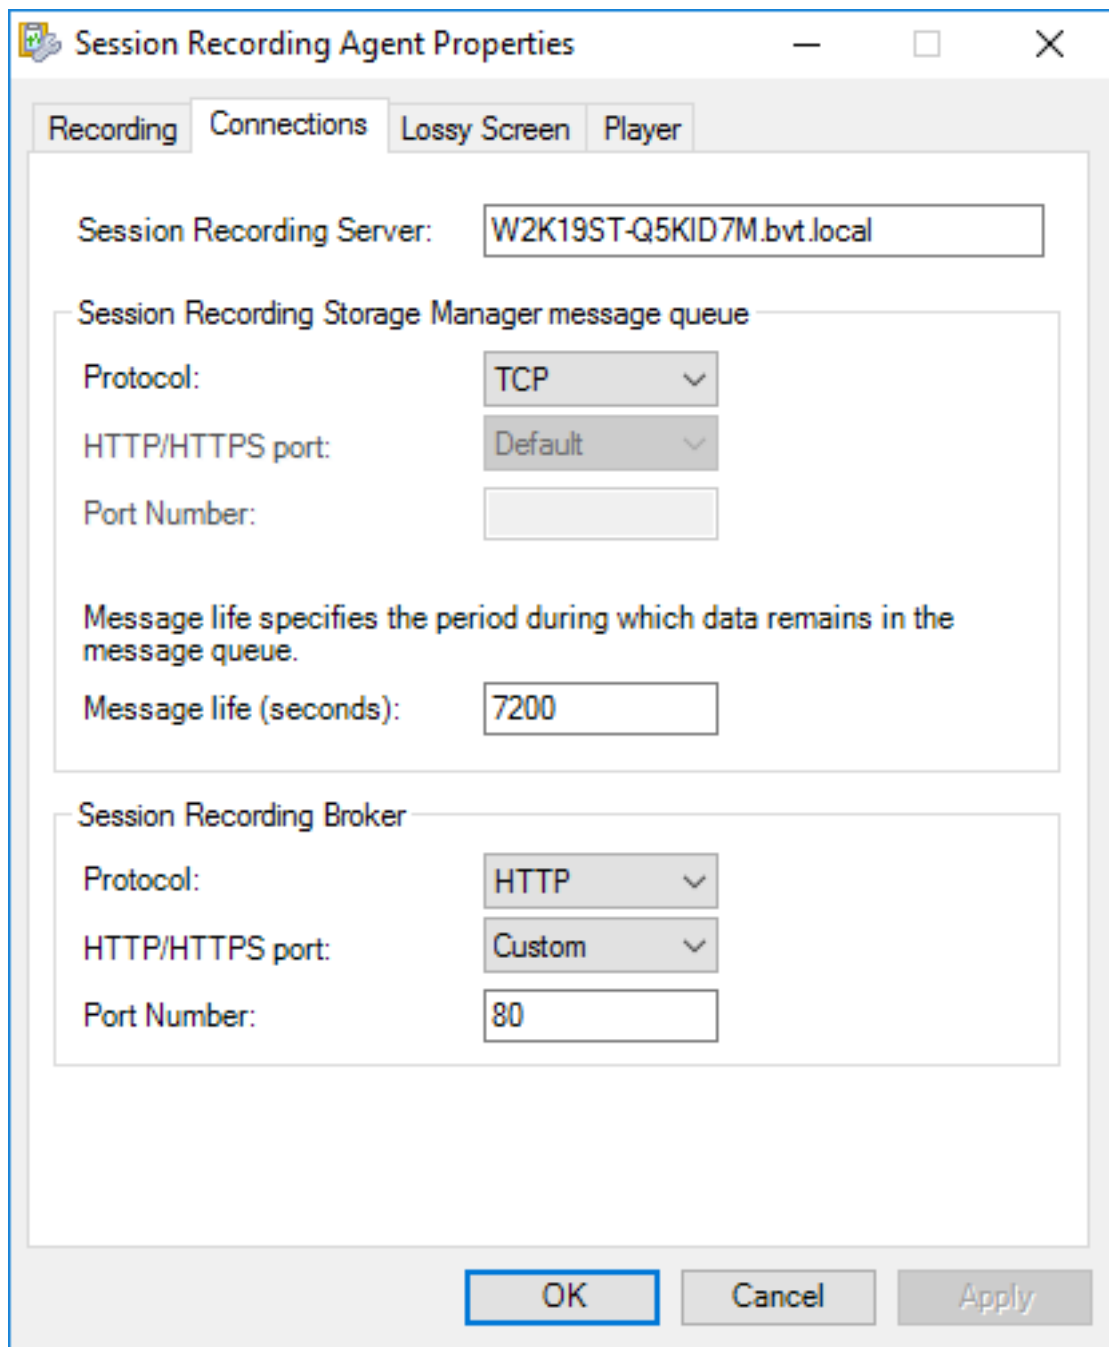 Session Recording Agent Properties
Recording Connections Lossy Screen Player
Session Recording Server: W2K19ST-Q5KID7M.bvt.local
Session Recording Storage Manager message queue
Protocol: TCP
HTTP/HTTPS port: Default
Port Number:
Message life specifies the period during which data remains in the
message queue.
Message life (seconds): 7200
Session Recording Broker
Protocol: HTTP
HTTP/HTTPS port: Custom
Port Number: 80
OK Cancel Apply